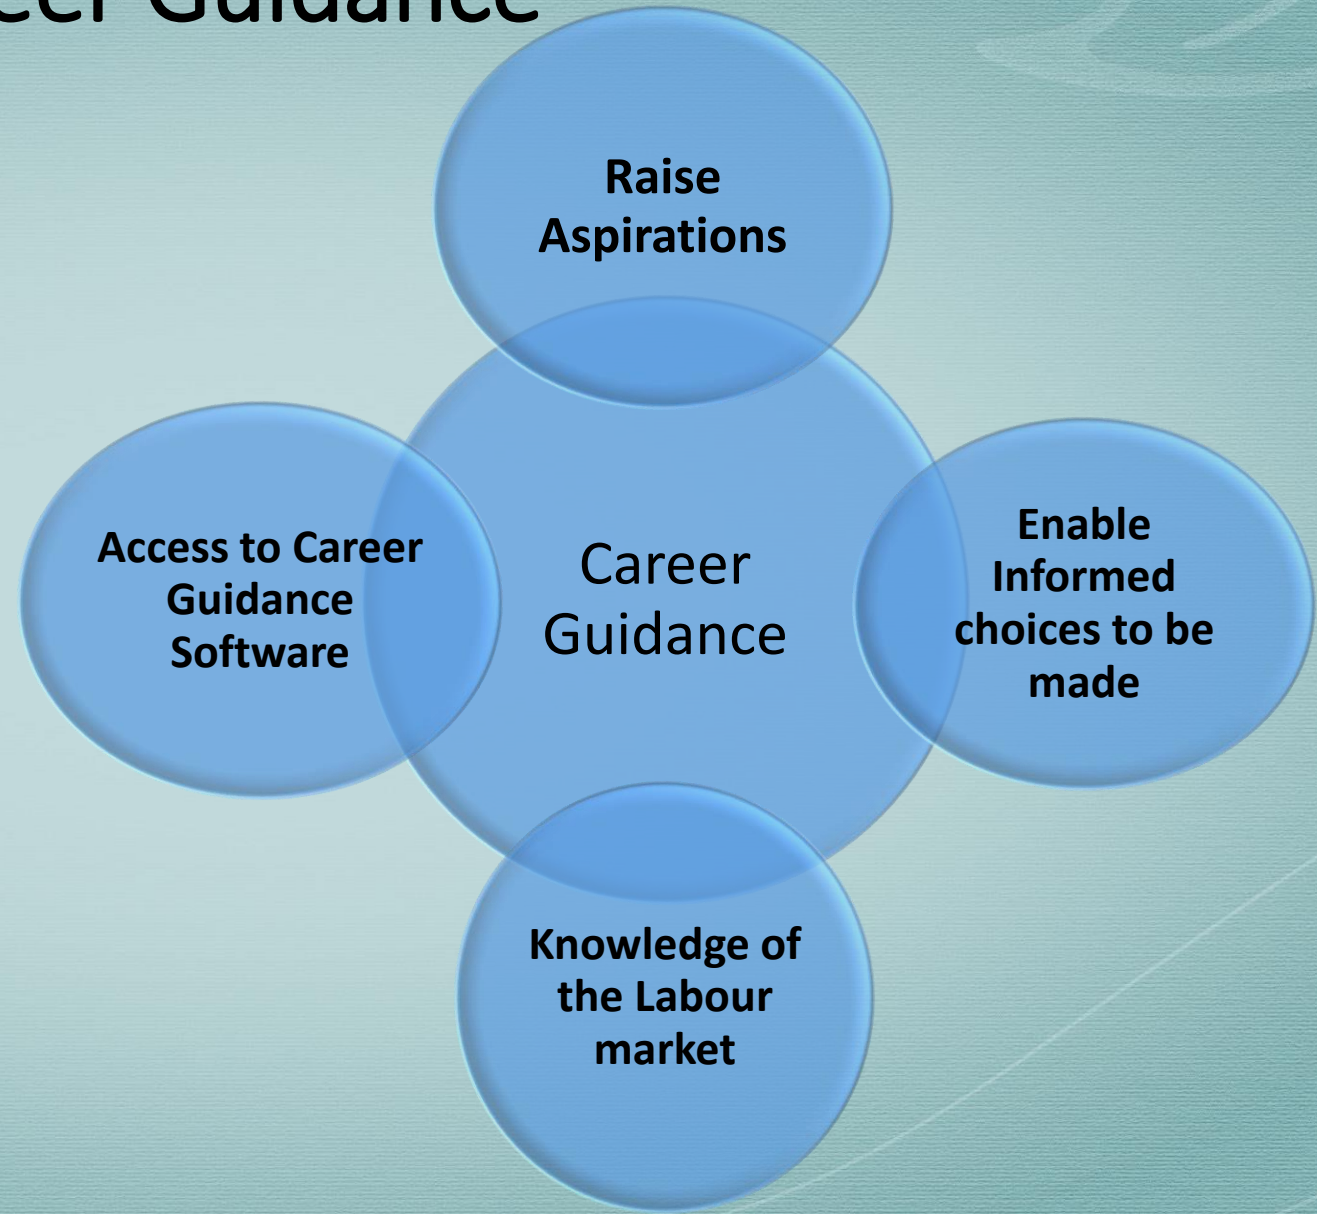 Guidance
Raise
Aspirations
Access to Career
Guidance
Software
Career
Guidance
Enable
Informed
choices to be
made
Knowledge of
the Labour
market